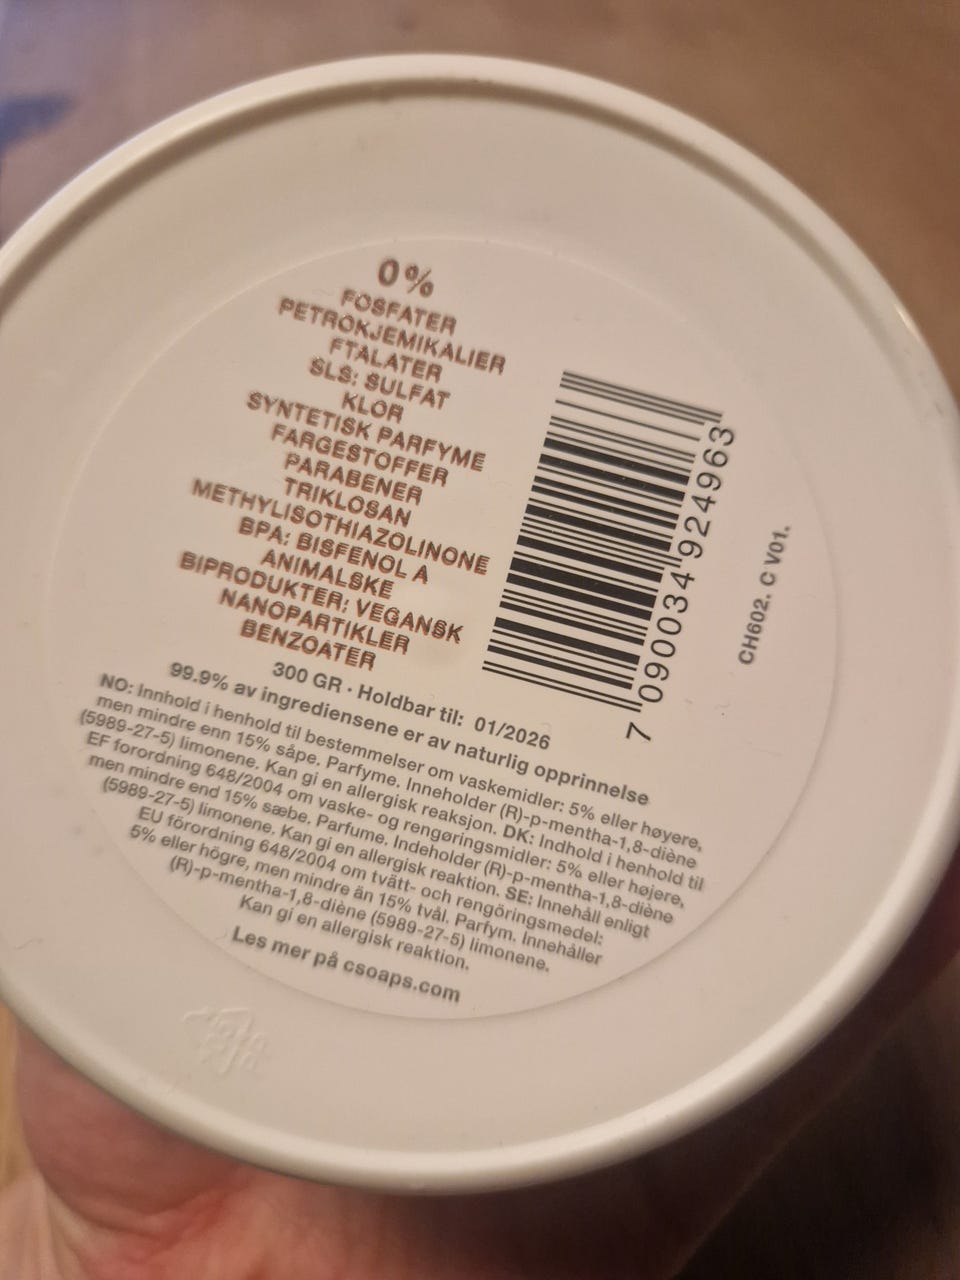 0%
FOSFATER
PETROKJEMIKALIER
FTALATER
SLS: SULFAT
KLOR
SYNTETISK PARFYME
FARGESTOFFER
PARABENER
TRIKLOSAN
METHYLISOTHIAZOLINONE
BPA: BISFENOL A
ANIMALSKE
BIPRODUKTER: VEGANSK
NANOPARTIKLER
BENZOATER
300 GR · Holdbar til: 01/2026
99.9% av ingrediensene er av naturlig opprinnelse
NO: Innhold i henhold til bestemmelser om vaskemidler: 5% eller høyere,
men mindre enn 15% såpe. Parfyme. Inneholder (R)-p-mentha-1,8-diène
(5989-27-5) limonene. Kan gi en allergisk reaksjon. DK: Indhold i henhold til
EF forordning 648/2004 om vaske- og rengøringsmidler: 5% eller højere,
men mindre end 15% sæbe. Parfume. Indeholder (R)-p-mentha-1,8-diène
(5989-27-5) limonene. Kan gi en allergisk reaktion. SE: Innehåll enligt
EU förordning 648/2004 om tvätt- och rengöringsmedel:
5% eller högre, men mindre än 15% tvål. Parfym. Innehåller
(R)-p-mentha-1,8-diène (5989-27-5) limonene.
Kan gi en allergisk reaktion.
Les mer på csoaps.com
7 090034 924963
CH602. C V01.